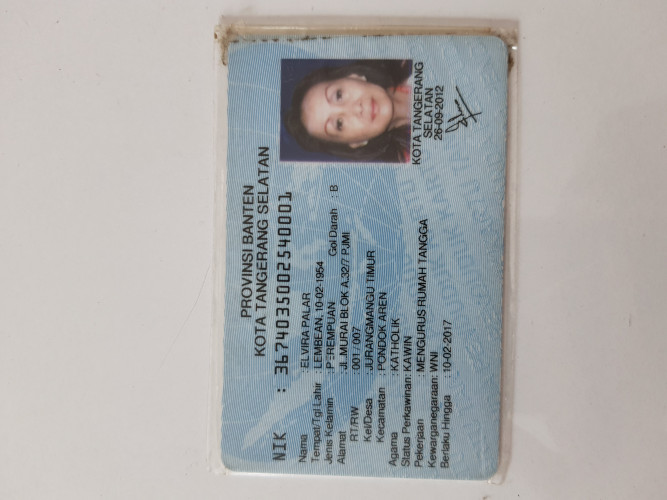 PROVINSI BANTEN
KOTA TANGERANG SELATAN
NIK : 3674035002540001
Nama : ELVIRA PALAR
Tempat/Tgl Lahir : LEMBEAN, 10-02-1954
Jenis Kelamin : PEREMPUAN Gol Darah : B
Alamat : JL.MURAI BLOK A.32/7 PJMI
RT/RW : 001 / 007
Kel/Desa : JURANGMANGU TIMUR
Kecamatan : PONDOK AREN
Agama : KATHOLIK
Status Perkawinan: KAWIN
Pekerjaan : MENGURUS RUMAH TANGGA
Kewarganegaraan: WNI
Berlaku Hingga : 10-02-2017
KOTA TANGERANG
SELATAN
26-09-2012